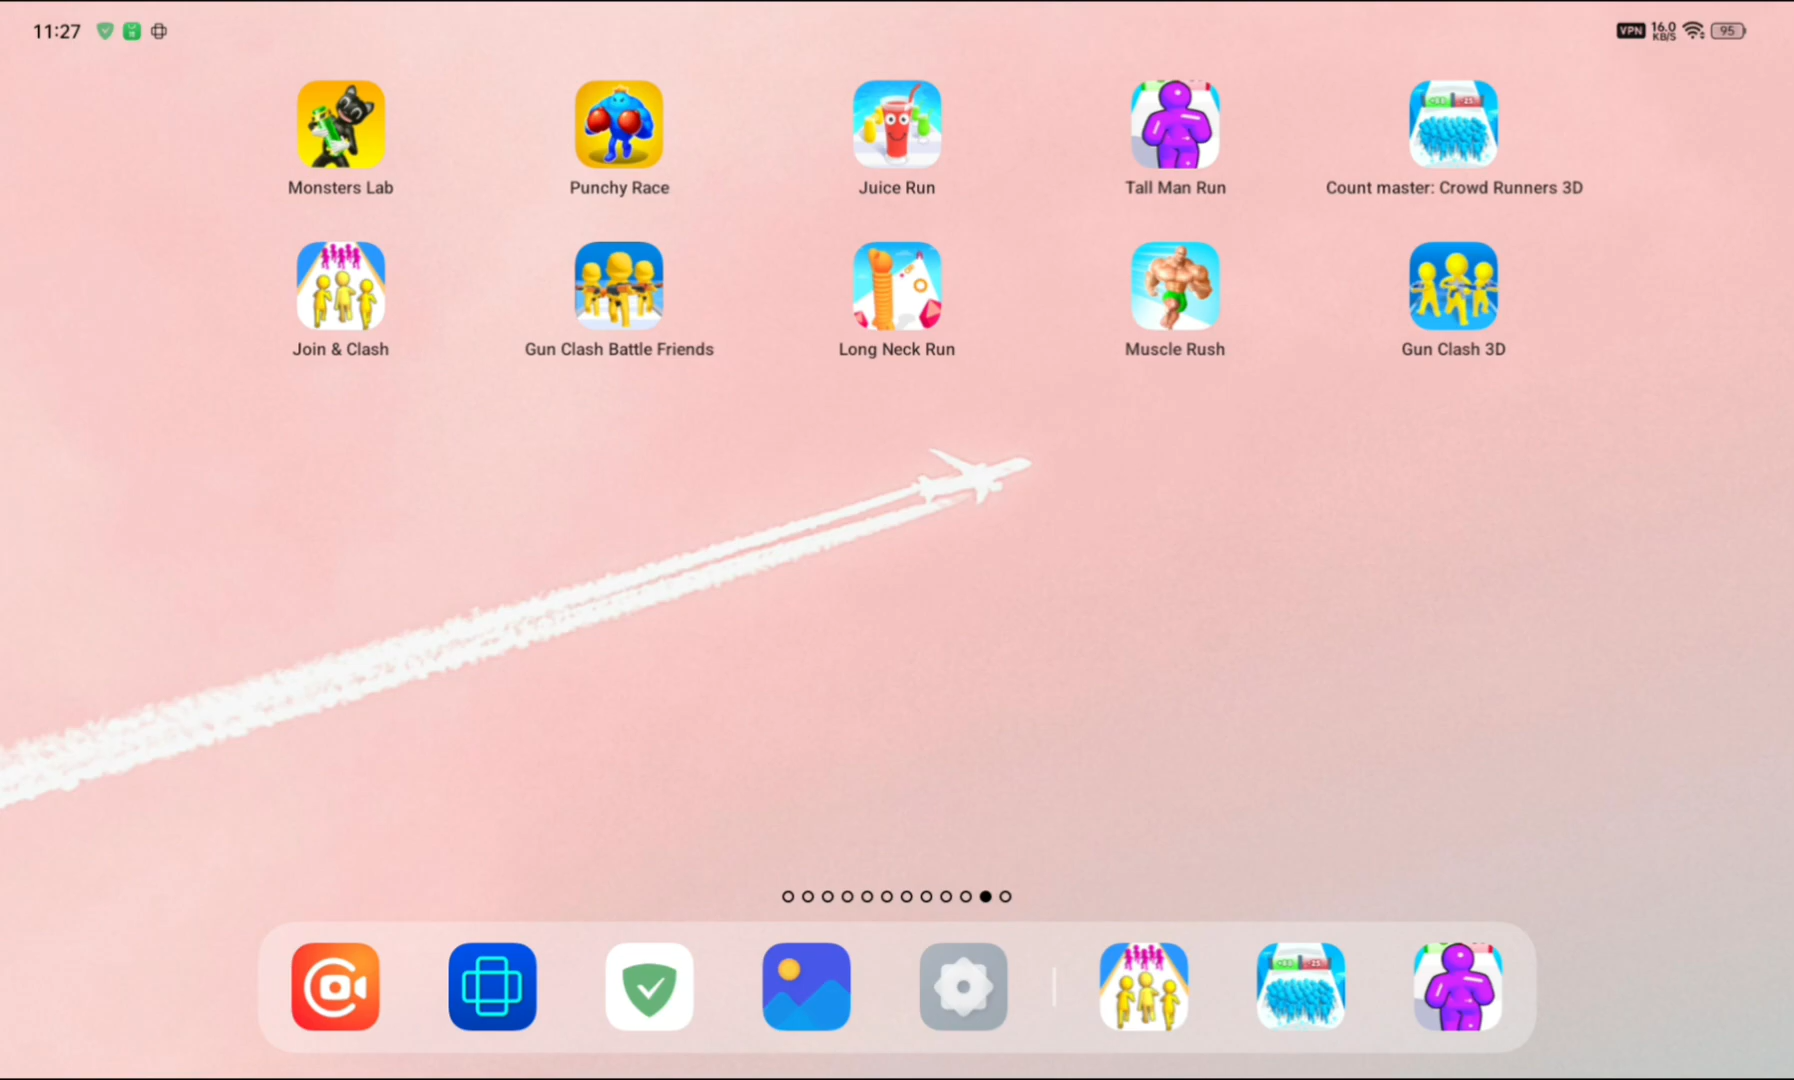 11:27
VPN 16.0 KB/S 95
Monsters Lab
Punchy Race
Juice Run
Tall Man Run
Count master: Crowd Runners 3D
Join & Clash
Gun Clash Battle Friends
Long Neck Run
Muscle Rush
Gun Clash 3D